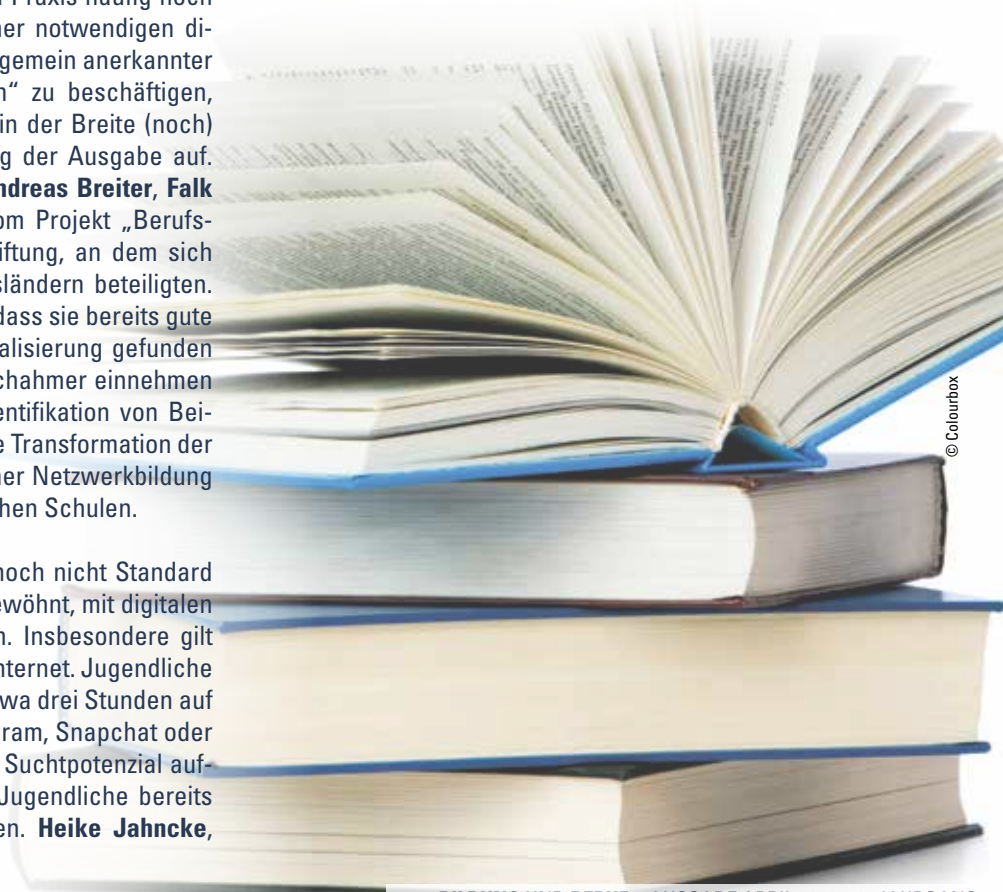 Praxis häufig noch
her notwendigen di-
gemein anerkannter
n“ zu beschäftigen,
in der Breite (noch)
g der Ausgabe auf.
ndreas Breiter, Falk
om Projekt „Berufs-
iftung, an dem sich
sländern beteiligten.
dass sie bereits gute
alisierung gefunden
chahmer einnehmen
entifikation von Bei-
e Transformation der
her Netzwerkbildung
chen Schulen.
noch nicht Standard
ewöhnt, mit digitalen
n. Insbesondere gilt
nternet. Jugendliche
wa drei Stunden auf
ram, Snapchat oder
Suchtpotenzial auf-
Jugendliche bereits
en. Heike Jahncke,
© Colourbox